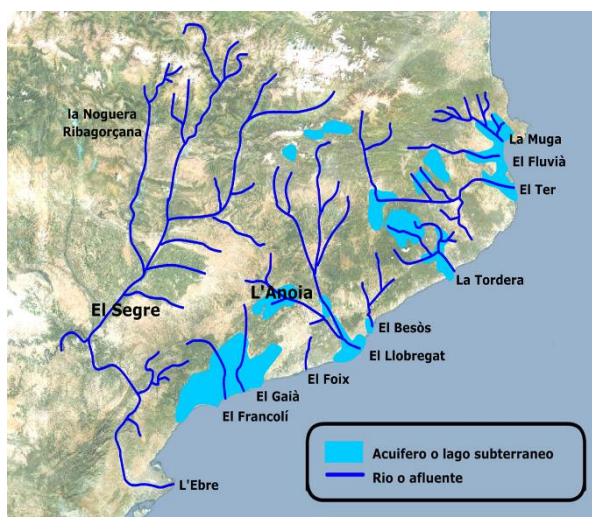 la Noguera
Ribagorçana
La Muga
El Fluvià
El Ter
La Tordera
L'Anoia
El Segre
El Besòs
El Llobregat
El Foix
El Gaià
El Francolí
L'Ebre
Acuifero o lago subterraneo
Rio o afluente